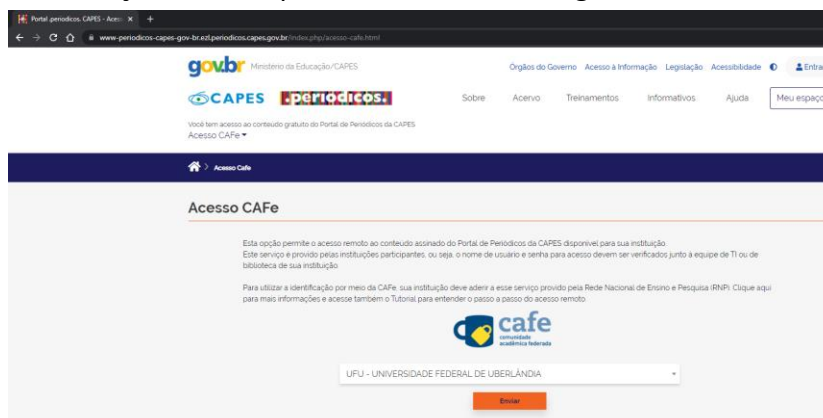 Portal .periodicos. CAPES - Aces
www-periodicos-capes-gov-br.ezl.periodicos.capes.gov.br/index.php/acesso-cafe.html
gov.br Ministério da Educação/CAPES
Órgãos do Governo Acesso à Informação Legislação Acessibilidade Entra
CAPES .periodicos.
Sobre Acervo Treinamentos Informativos Ajuda Meu espaço
Você tem acesso ao conteúdo gratuito do Portal de Periódicos da CAPES
Acesso CAFe
Acesso Cafe
Acesso CAFe
Esta opção permite o acesso remoto ao conteúdo assinado do Portal de Periódicos da CAPES disponível para sua instituição.
Este serviço é provido pelas instituições participantes, ou seja, o nome de usuário e senha para acesso devem ser verificados junto à equipe de TI ou de
biblioteca de sua instituição.
Para utilizar a identificação por meio da CAFe, sua instituição deve aderir a esse serviço provido pela Rede Nacional de Ensino e Pesquisa (RNP). Clique aqui
para mais informações e acesse também o Tutorial para entender o passo a passo do acesso remoto.
cafe
comunidade
acadêmica federada
UFU - UNIVERSIDADE FEDERAL DE UBERLÂNDIA
Enviar